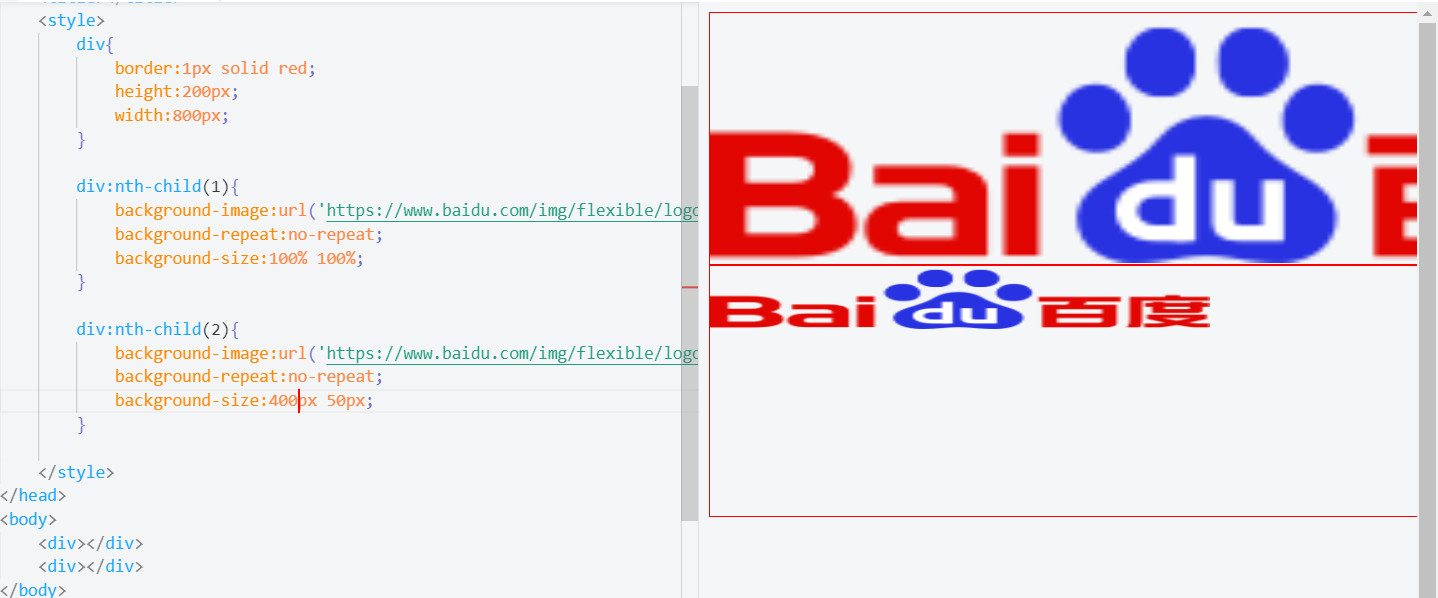 <style>
div{
border:1px solid red;
height:200px;
width:800px;
}
div:nth-child(1){
background-image:url('https://www.baidu.com/img/flexible/logo
background-repeat:no-repeat;
background-size:100% 100%;
}
div:nth-child(2){
background-image:url('https://www.baidu.com/img/flexible/logo
background-repeat:no-repeat;
background-size:400px 50px;
}
</style>
</head>
<body>
<div></div>
<div></div>
</body>
Bai du
Bai du 百度